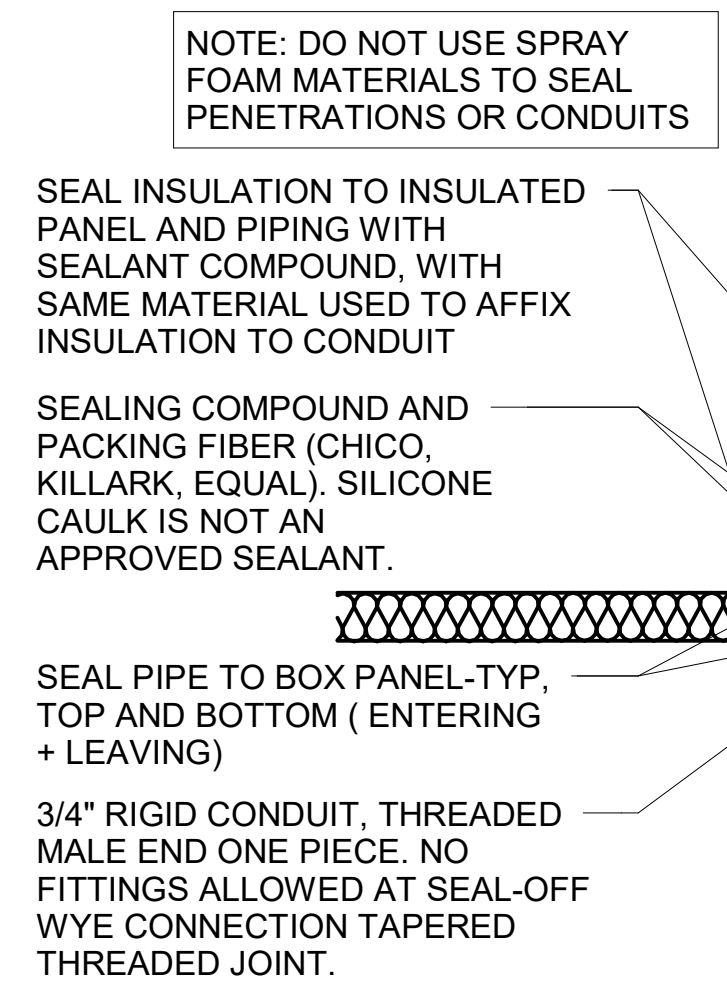 NOTE: DO NOT USE SPRAY
FOAM MATERIALS TO SEAL
PENETRATIONS OR CONDUITS
SEAL INSULATION TO INSULATED
PANEL AND PIPING WITH
SEALANT COMPOUND, WITH
SAME MATERIAL USED TO AFFIX
INSULATION TO CONDUIT
SEALING COMPOUND AND
PACKING FIBER (CHICO,
KILLARK, EQUAL). SILICONE
CAULK IS NOT AN
APPROVED SEALANT.
SEAL PIPE TO BOX PANEL-TYP,
TOP AND BOTTOM ( ENTERING
+ LEAVING)
3/4" RIGID CONDUIT, THREADED
MALE END ONE PIECE. NO
FITTINGS ALLOWED AT SEAL-OFF
WYE CONNECTION TAPERED
THREADED JOINT.